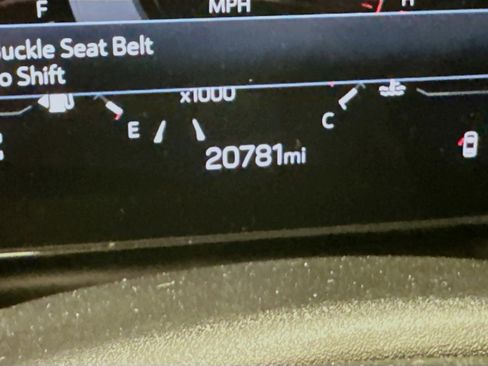 F
MPH
H
uckle Seat Belt
o Shift
x1000
E
C
20781mi